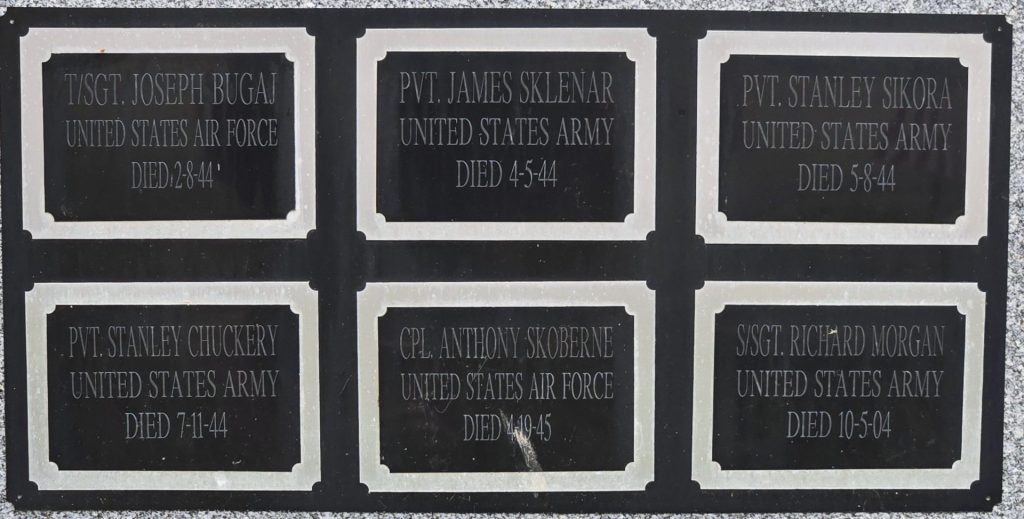 T/SGT. JOSEPH BUGAJ
UNITED STATES AIR FORCE
DIED 2-8-44
PVT. JAMES SKLENAR
UNITED STATES ARMY
DIED 4-5-44
PVT. STANLEY SIKORA
UNITED STATES ARMY
DIED 5-8-44
PVT. STANLEY CHUCKERY
UNITED STATES ARMY
DIED 7-11-44
CPL. ANTHONY SKOBERNE
UNITED STATES AIR FORCE
DIED 4-19-45
S/SGT. RICHARD MORGAN
UNITED STATES ARMY
DIED 10-5-04